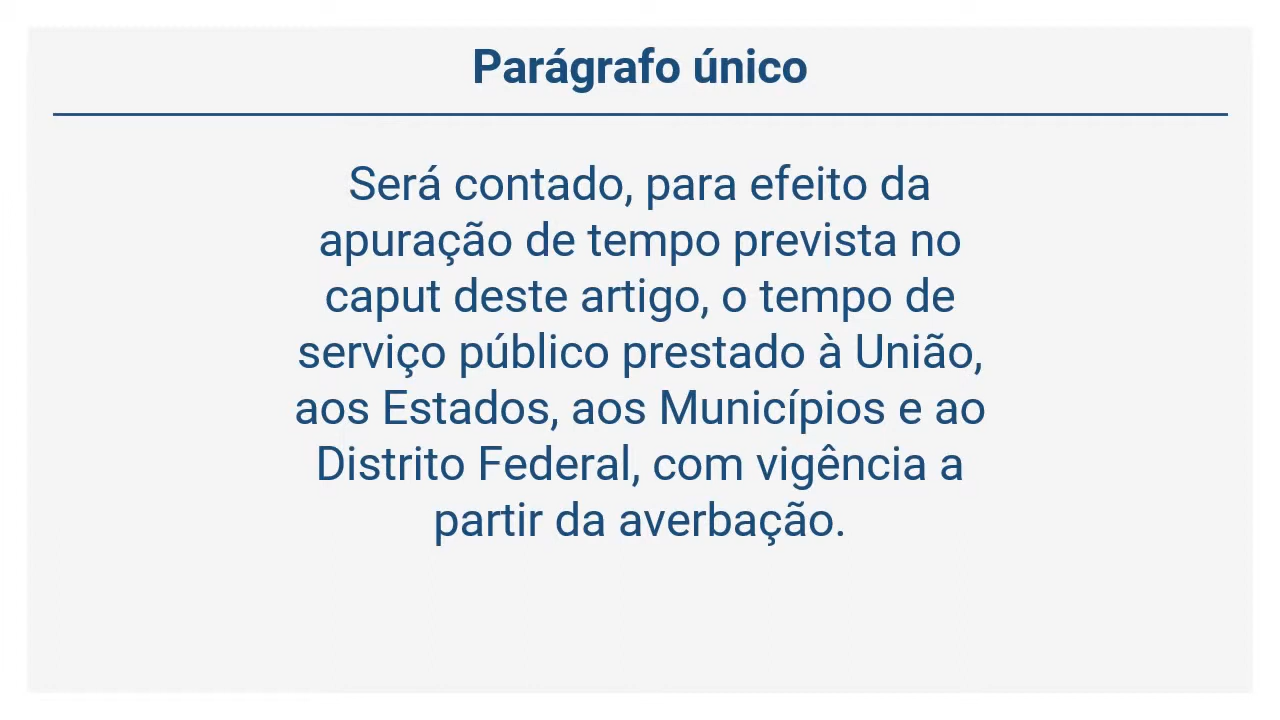 Parágrafo único
Será contado, para efeito da
apuração de tempo prevista no
caput deste artigo, o tempo de
serviço público prestado à União,
aos Estados, aos Municípios e ao
Distrito Federal, com vigência a
partir da averbação.